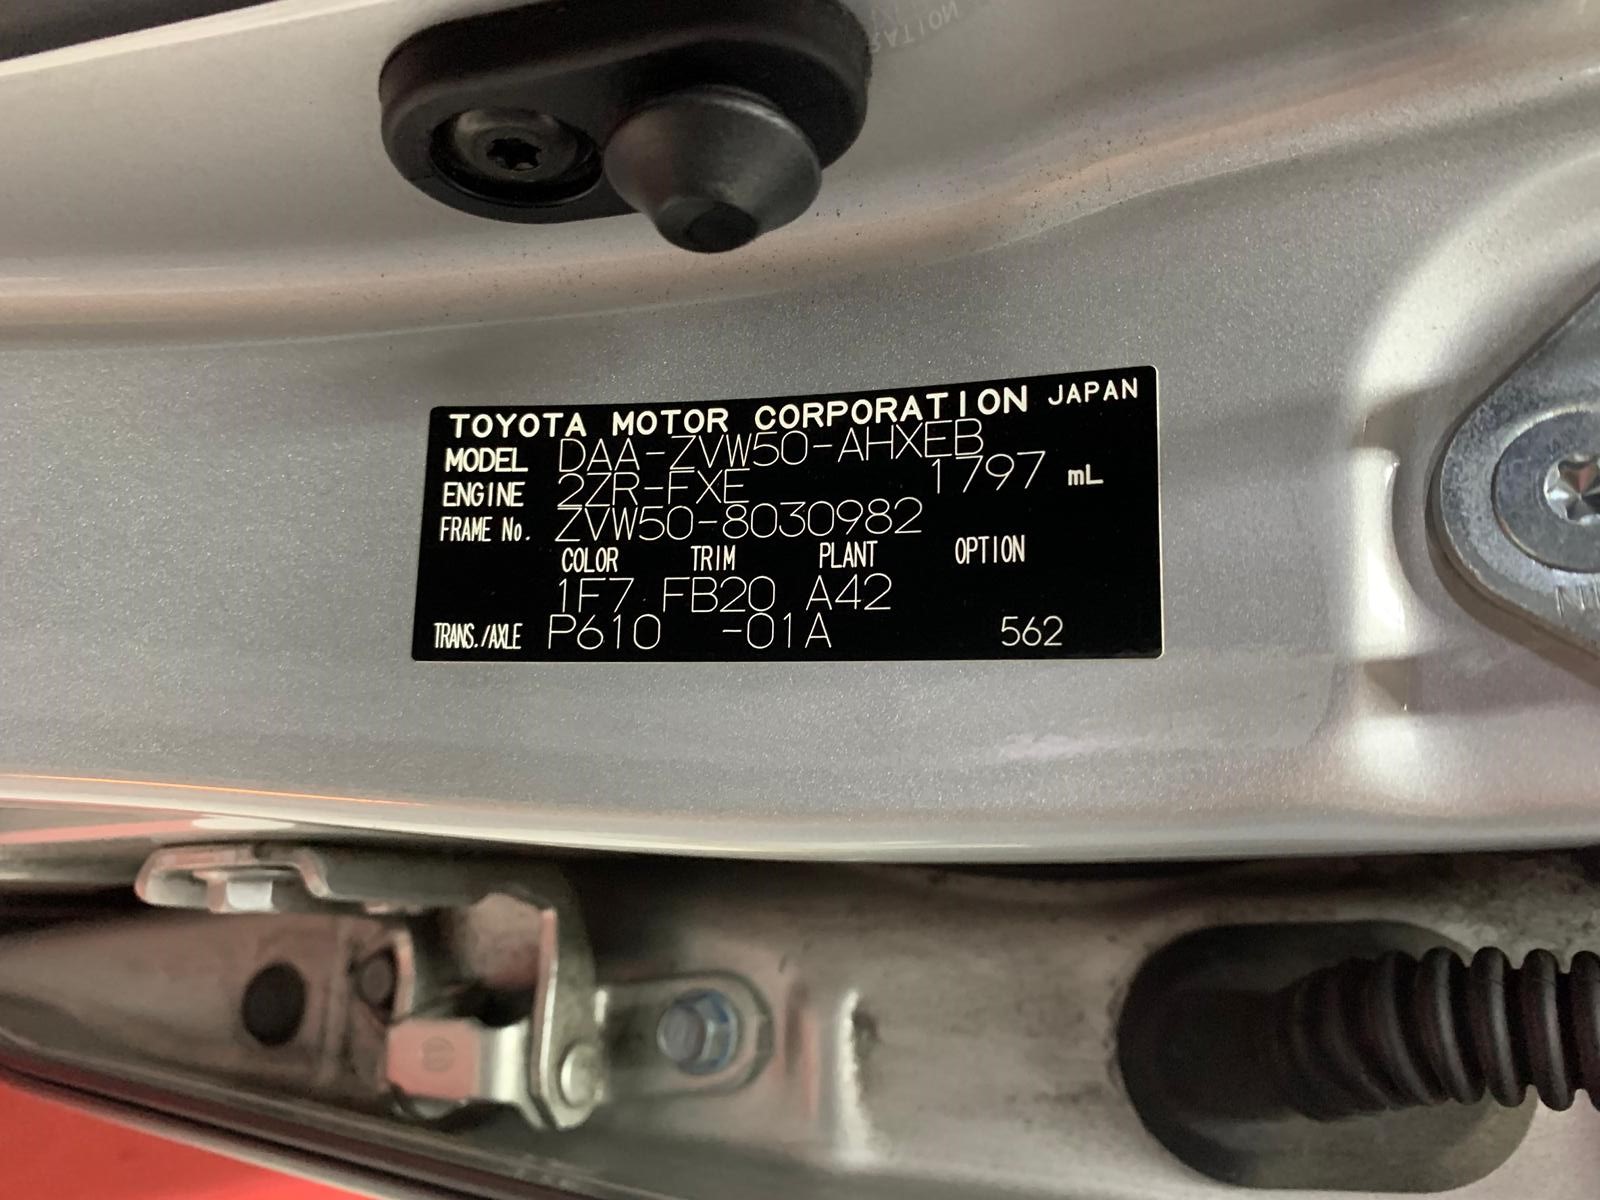 TOYOTA MOTOR CORPORATION JAPAN
MODEL DAA-ZVW50-AHXEB
ENGINE 2ZR-FXE 1797 mL
FRAME No. ZVW50-8030982
COLOR TRIM PLANT OPTION
1F7 FB20 A42
TRANS./AXLE P610 -01A 562